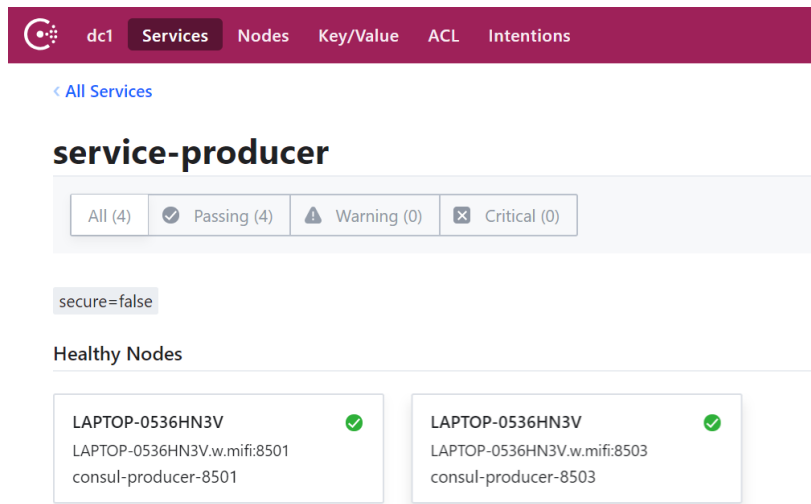 dc1 Services Nodes Key/Value ACL Intentions
‹ All Services
service-producer
All (4) Passing (4) Warning (0) Critical (0)
secure=false
Healthy Nodes
LAPTOP-0536HN3V
LAPTOP-0536HN3V.w.mifi:8501
consul-producer-8501
LAPTOP-0536HN3V
LAPTOP-0536HN3V.w.mifi:8503
consul-producer-8503